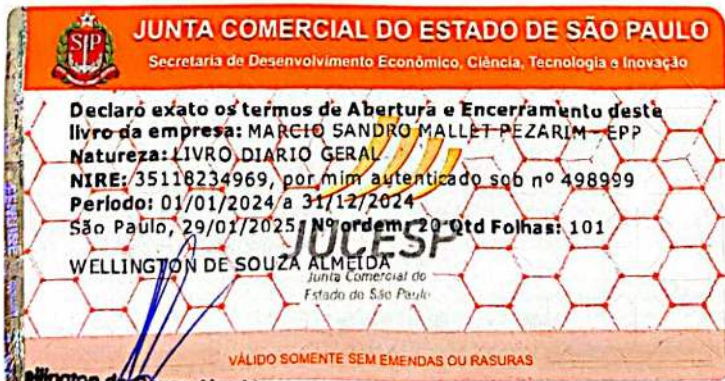 JUNTA COMERCIAL DO ESTADO DE SÃO PAULO
Secretaria de Desenvolvimento Econômico, Ciência, Tecnologia e Inovação
Declaro exato os termos de Abertura e Encerramento deste
livro da empresa: MARCIO SANDRO MALLET PEZARIM - EPP
Natureza: LIVRO DIARIO GERAL
NIRE: 35118234969, por mim autenticado sob nº 498999
Periodo: 01/01/2024 a 31/12/2024
São Paulo, 29/01/2025, Nº ordem: 20 Qtd Folhas: 101
JUCESP
WELLINGTON DE SOUZA ALMEIDA
Junta Comercial do
Estado de São Paulo
VÁLIDO SOMENTE SEM EMENDAS OU RASURAS